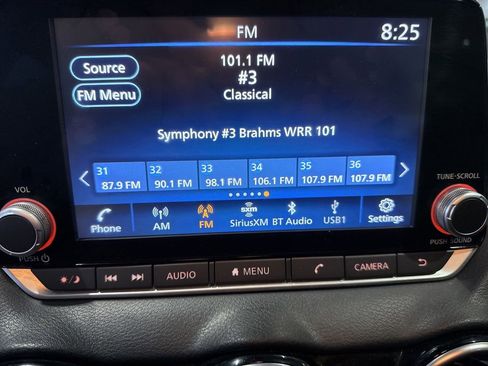 FM 8:25
Source
101.1 FM
#3
FM Menu
Classical
Symphony #3 Brahms WRR 101
31 32 33 34 35 36
87.9 FM 90.1 FM 98.1 FM 106.1 FM 107.9 FM 107.9 FM
VOL
TUNE·SCROLL
Phone AM FM SXM SiriusXM BT Audio USB1 Settings
PUSH
PUSH SOUND
AUDIO MENU CAMERA